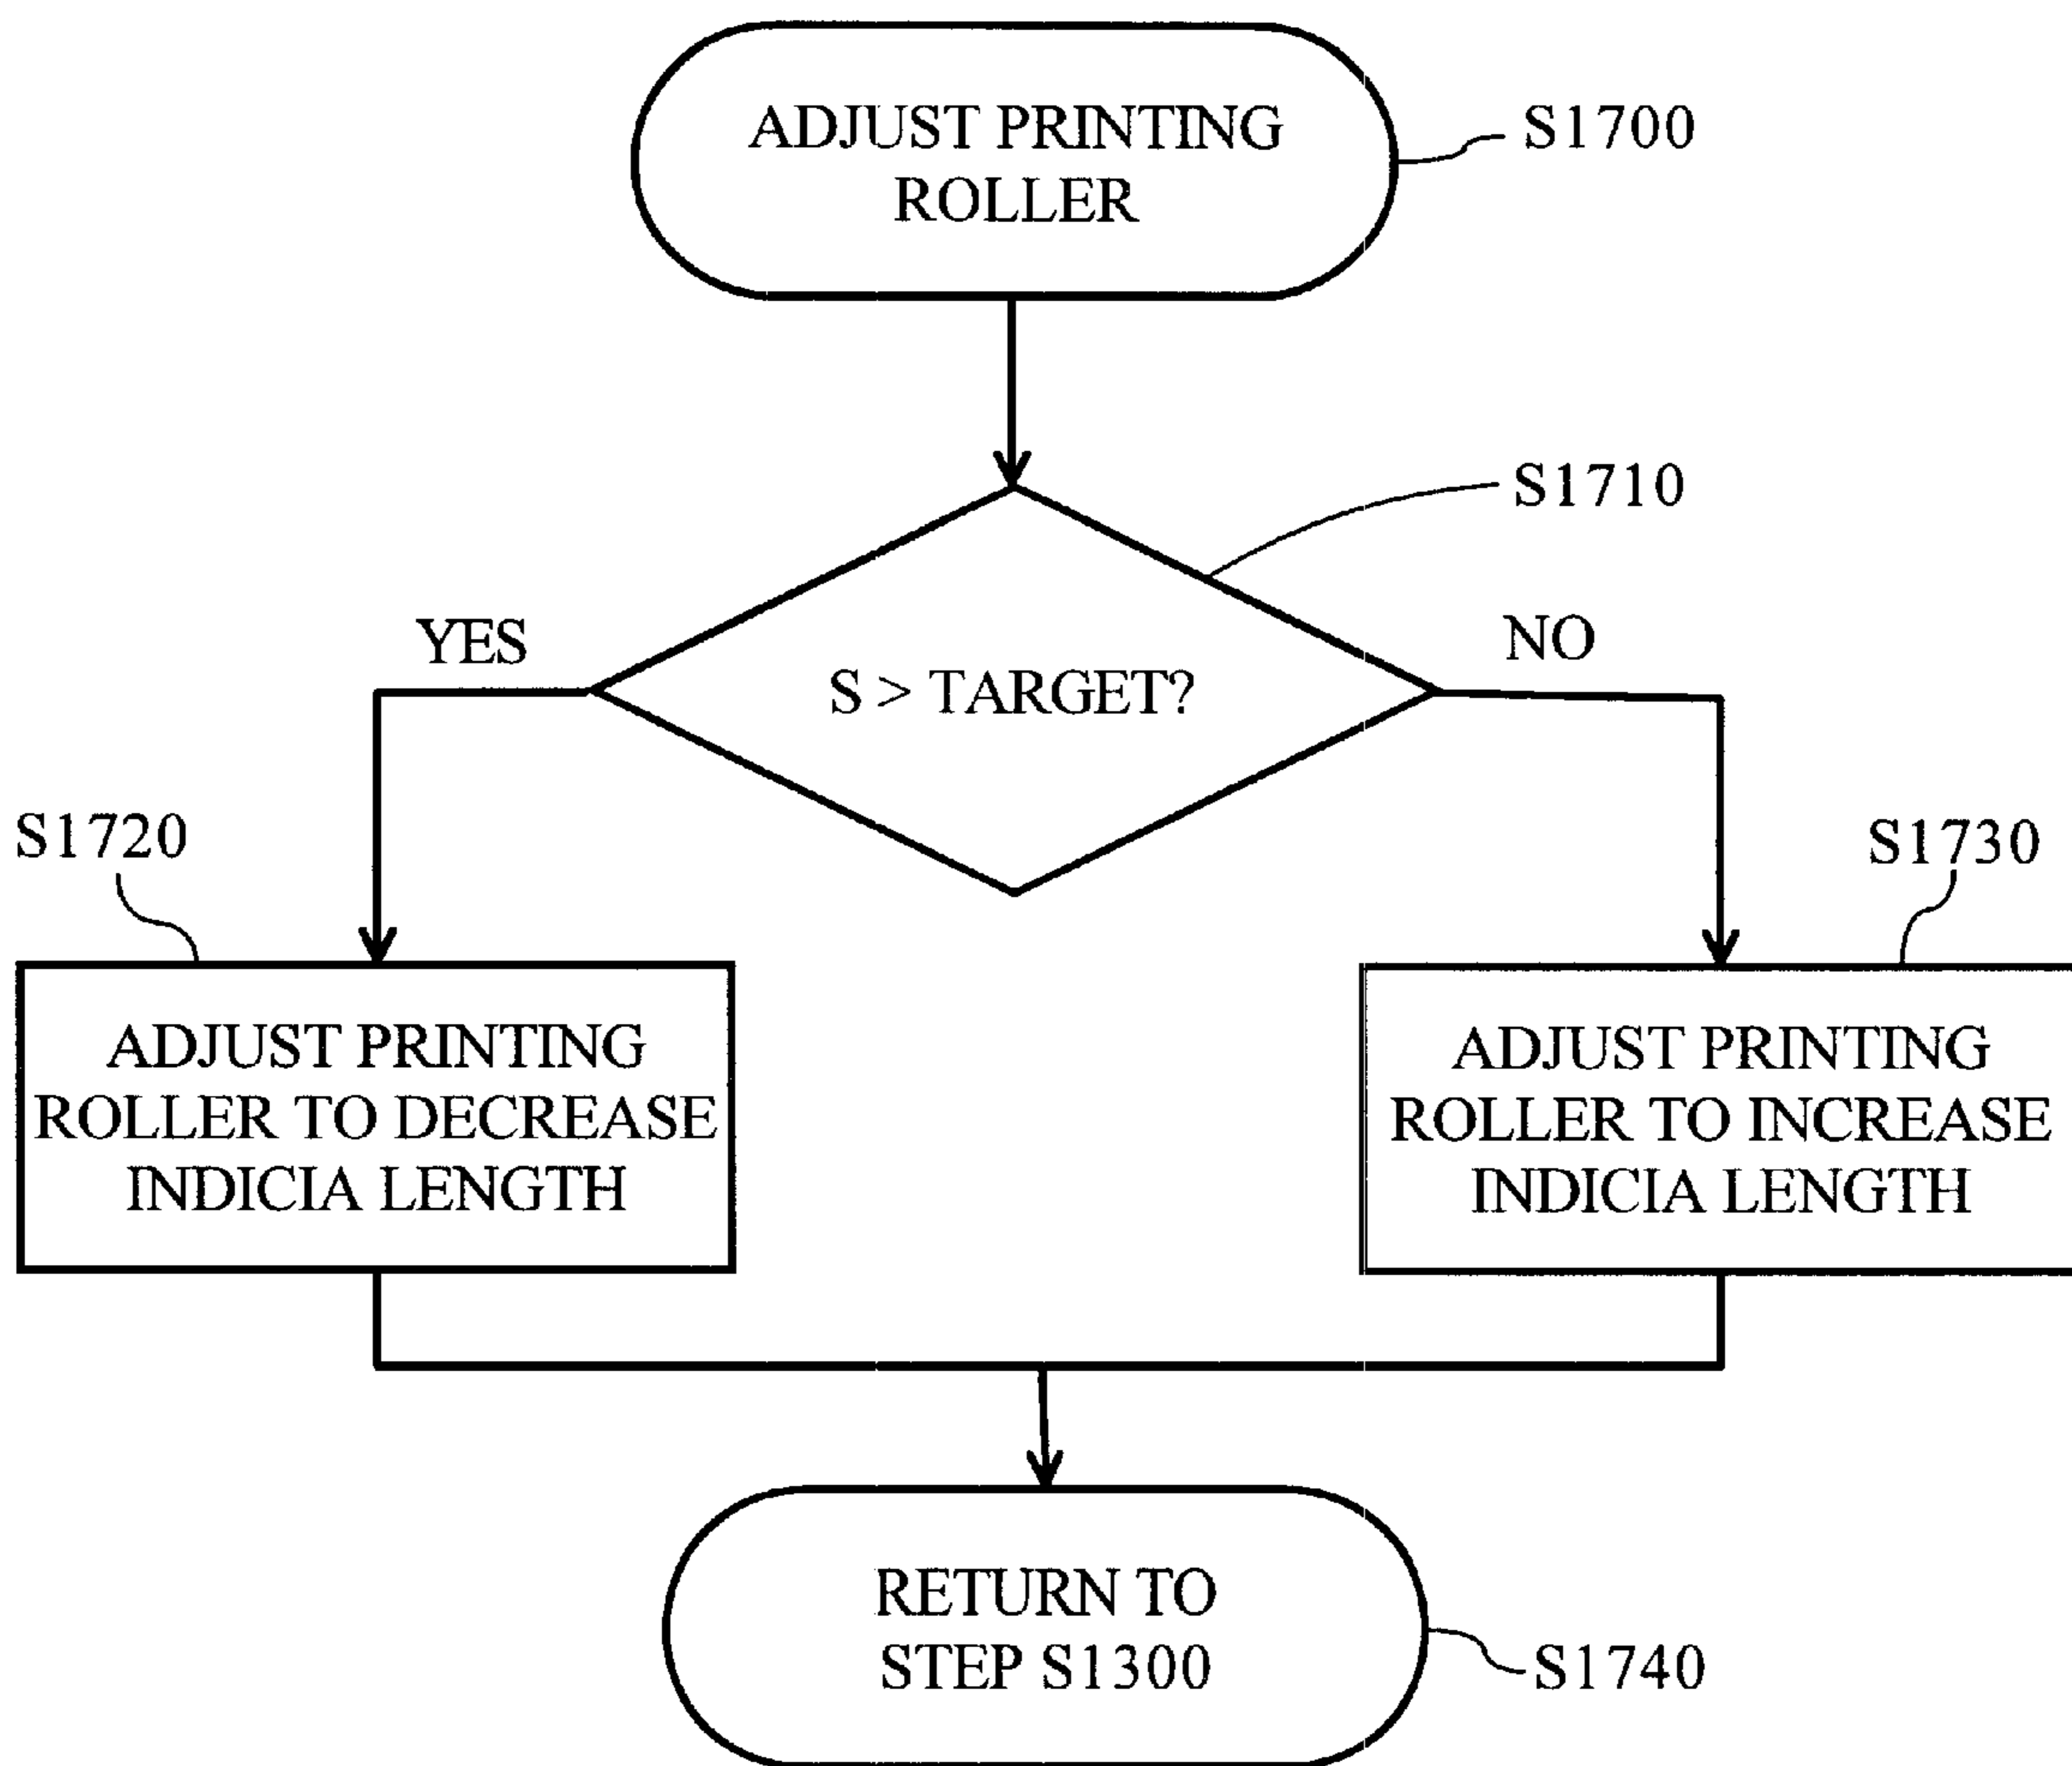 ADJUST PRINTING
ROLLER
S1700
S1710
YES
S > TARGET?
NO
S1720
S1730
ADJUST PRINTING
ROLLER TO DECREASE
INDICIA LENGTH
ADJUST PRINTING
ROLLER TO INCREASE
INDICIA LENGTH
RETURN TO
STEP S1300
S1740